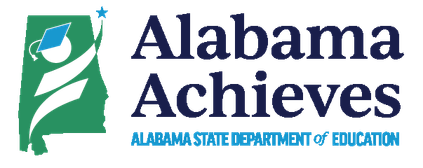 Alabama
Achieves
ALABAMA STATE DEPARTMENT of EDUCATION